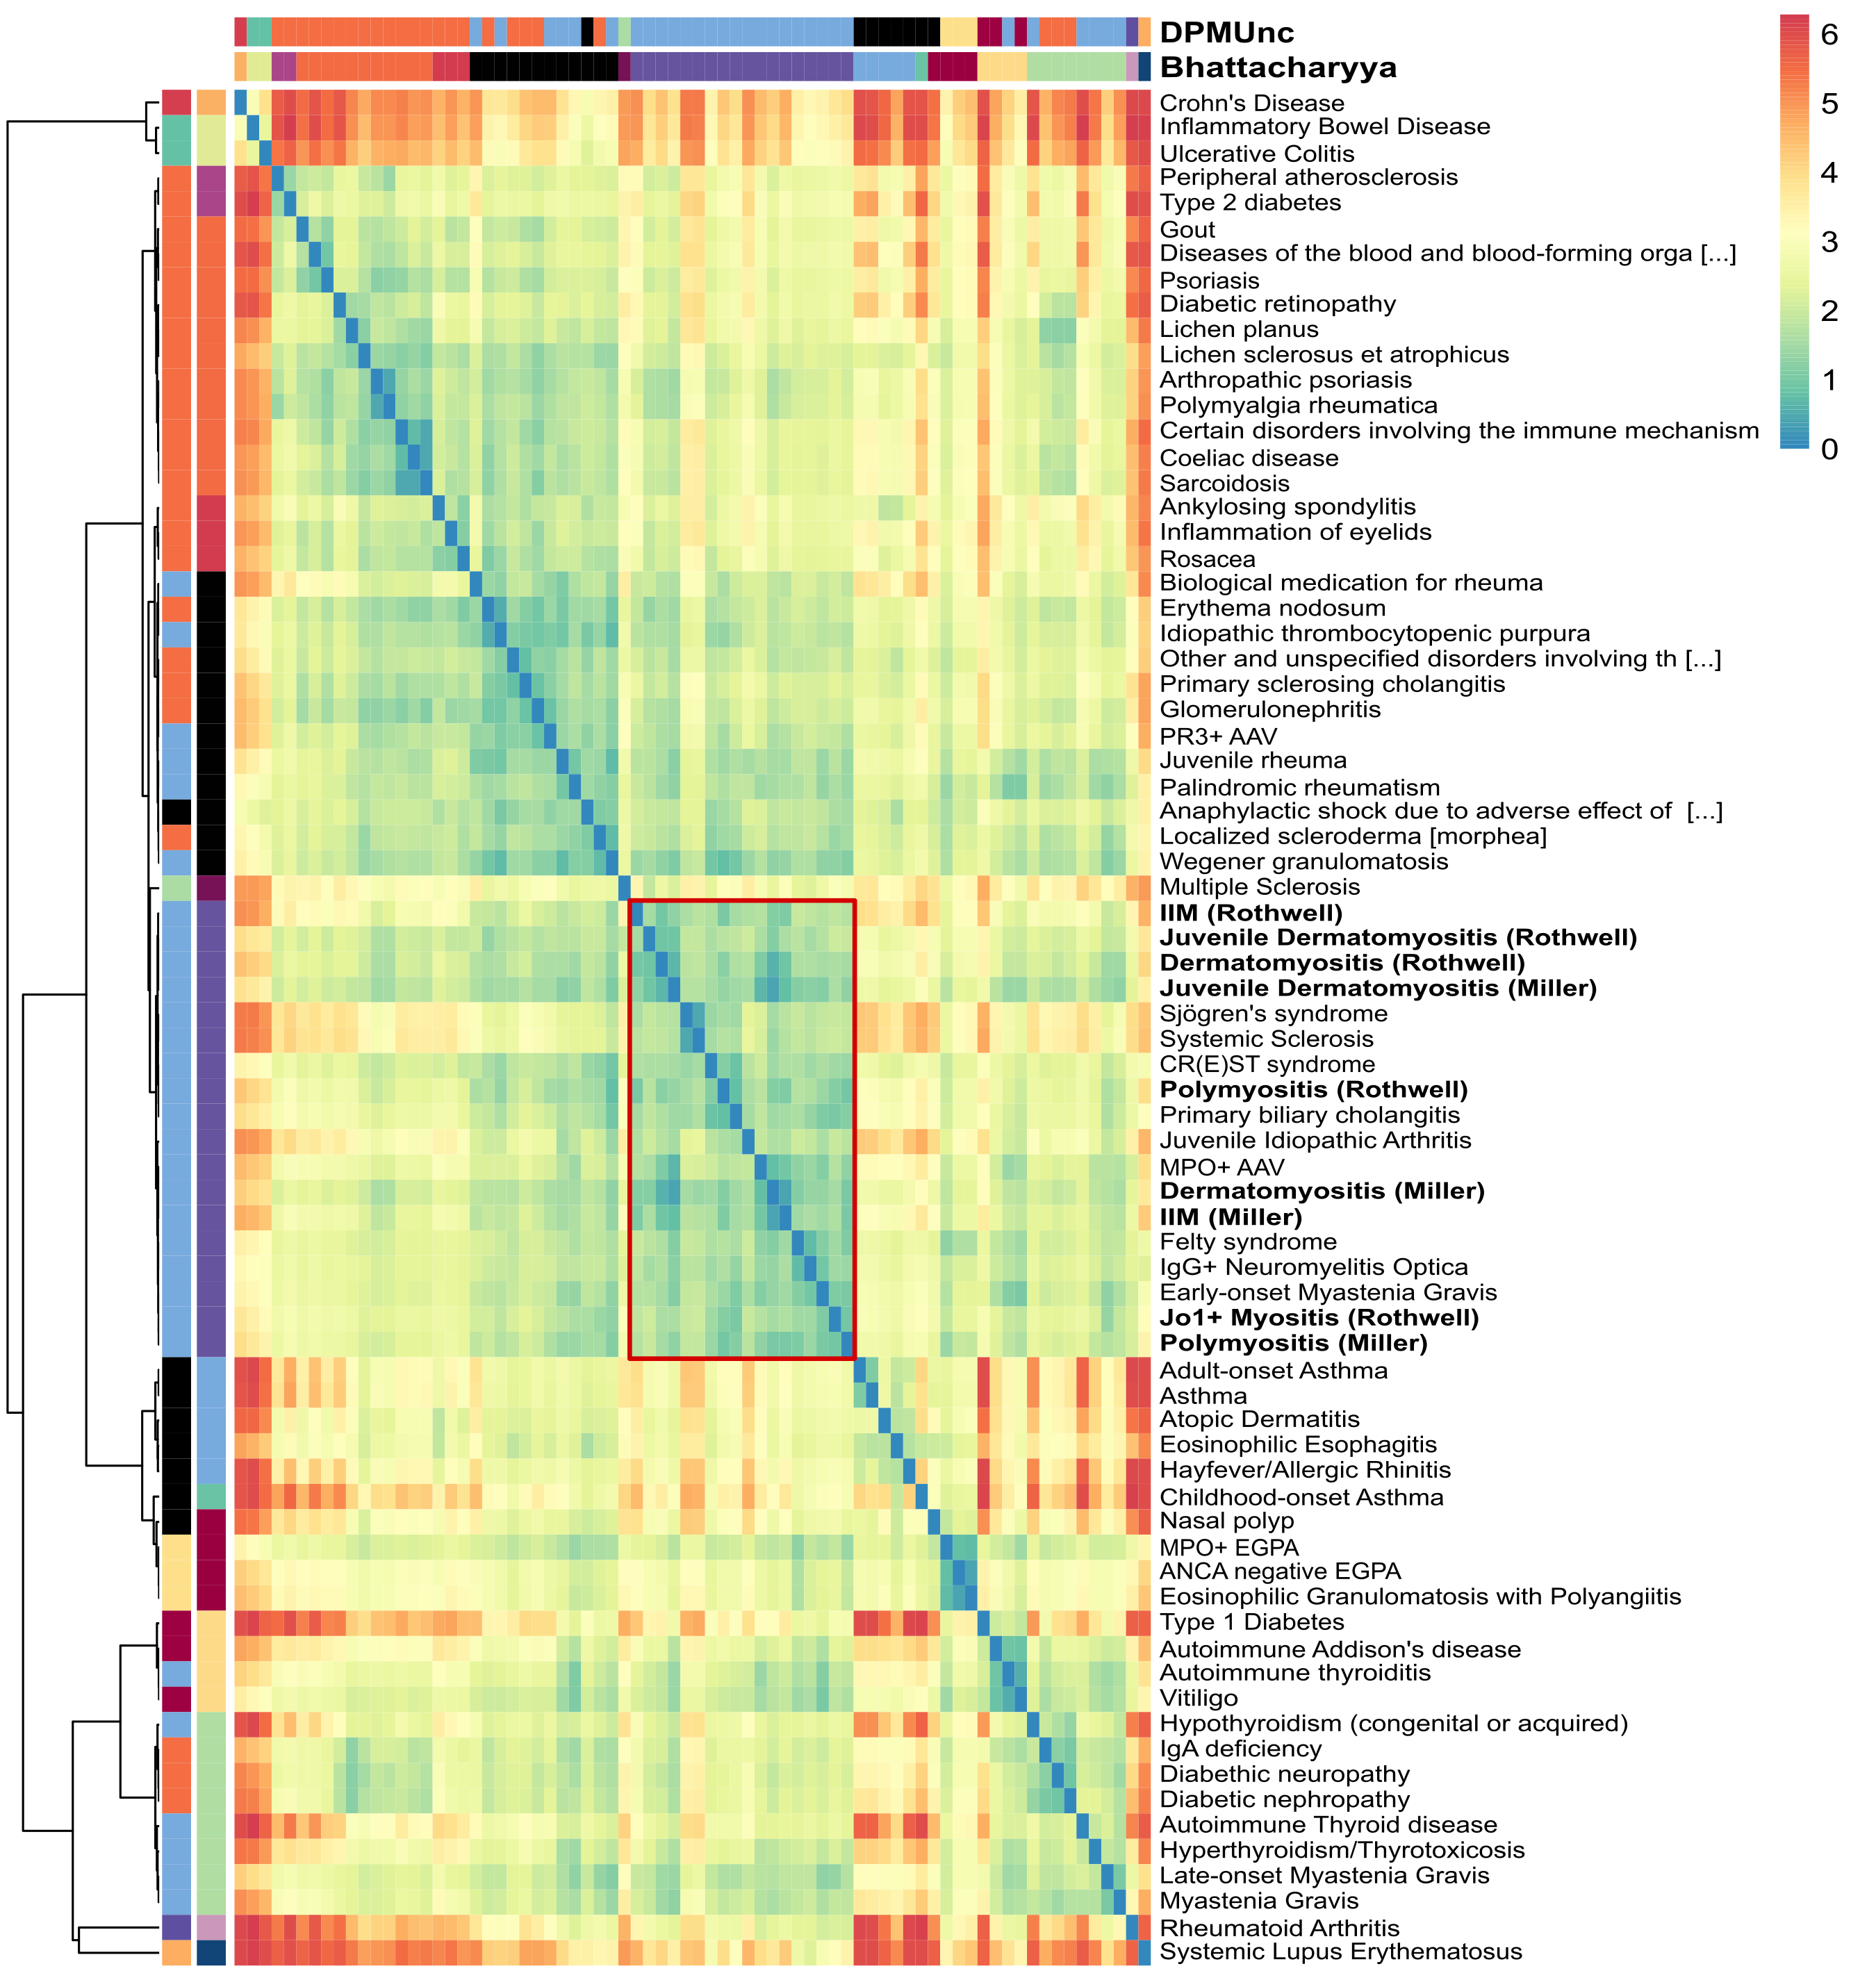 DPMUnc
Bhattacharyya
6
5
4
3
2
1
0
Crohn's Disease
Inflammatory Bowel Disease
Ulcerative Colitis
Peripheral atherosclerosis
Type 2 diabetes
Gout
Diseases of the blood and blood-forming orga [...]
Psoriasis
Diabetic retinopathy
Lichen planus
Lichen sclerosus et atrophicus
Arthropathic psoriasis
Polymyalgia rheumatica
Certain disorders involving the immune mechanism
Coeliac disease
Sarcoidosis
Ankylosing spondylitis
Inflammation of eyelids
Rosacea
Biological medication for rheuma
Erythema nodosum
Idiopathic thrombocytopenic purpura
Other and unspecified disorders involving th [...]
Primary sclerosing cholangitis
Glomerulonephritis
PR3+ AAV
Juvenile rheuma
Palindromic rheumatism
Anaphylactic shock due to adverse effect of  [...]
Localized scleroderma [morphea]
Wegener granulomatosis
Multiple Sclerosis
IIM (Rothwell)
Juvenile Dermatomyositis (Rothwell)
Dermatomyositis (Rothwell)
Juvenile Dermatomyositis (Miller)
Sjögren's syndrome
Systemic Sclerosis
CR(E)ST syndrome
Polymyositis (Rothwell)
Primary biliary cholangitis
Juvenile Idiopathic Arthritis
MPO+ AAV
Dermatomyositis (Miller)
IIM (Miller)
Felty syndrome
IgG+ Neuromyelitis Optica
Early-onset Myastenia Gravis
Jo1+ Myositis (Rothwell)
Polymyositis (Miller)
Adult-onset Asthma
Asthma
Atopic Dermatitis
Eosinophilic Esophagitis
Hayfever/Allergic Rhinitis
Childhood-onset Asthma
Nasal polyp
MPO+ EGPA
ANCA negative EGPA
Eosinophilic Granulomatosis with Polyangiitis
Type 1 Diabetes
Autoimmune Addison's disease
Autoimmune thyroiditis
Vitiligo
Hypothyroidism (congenital or acquired)
IgA deficiency
Diabethic neuropathy
Diabetic nephropathy
Autoimmune Thyroid disease
Hyperthyroidism/Thyrotoxicosis
Late-onset Myastenia Gravis
Myastenia Gravis
Rheumatoid Arthritis
Systemic Lupus Erythematosus